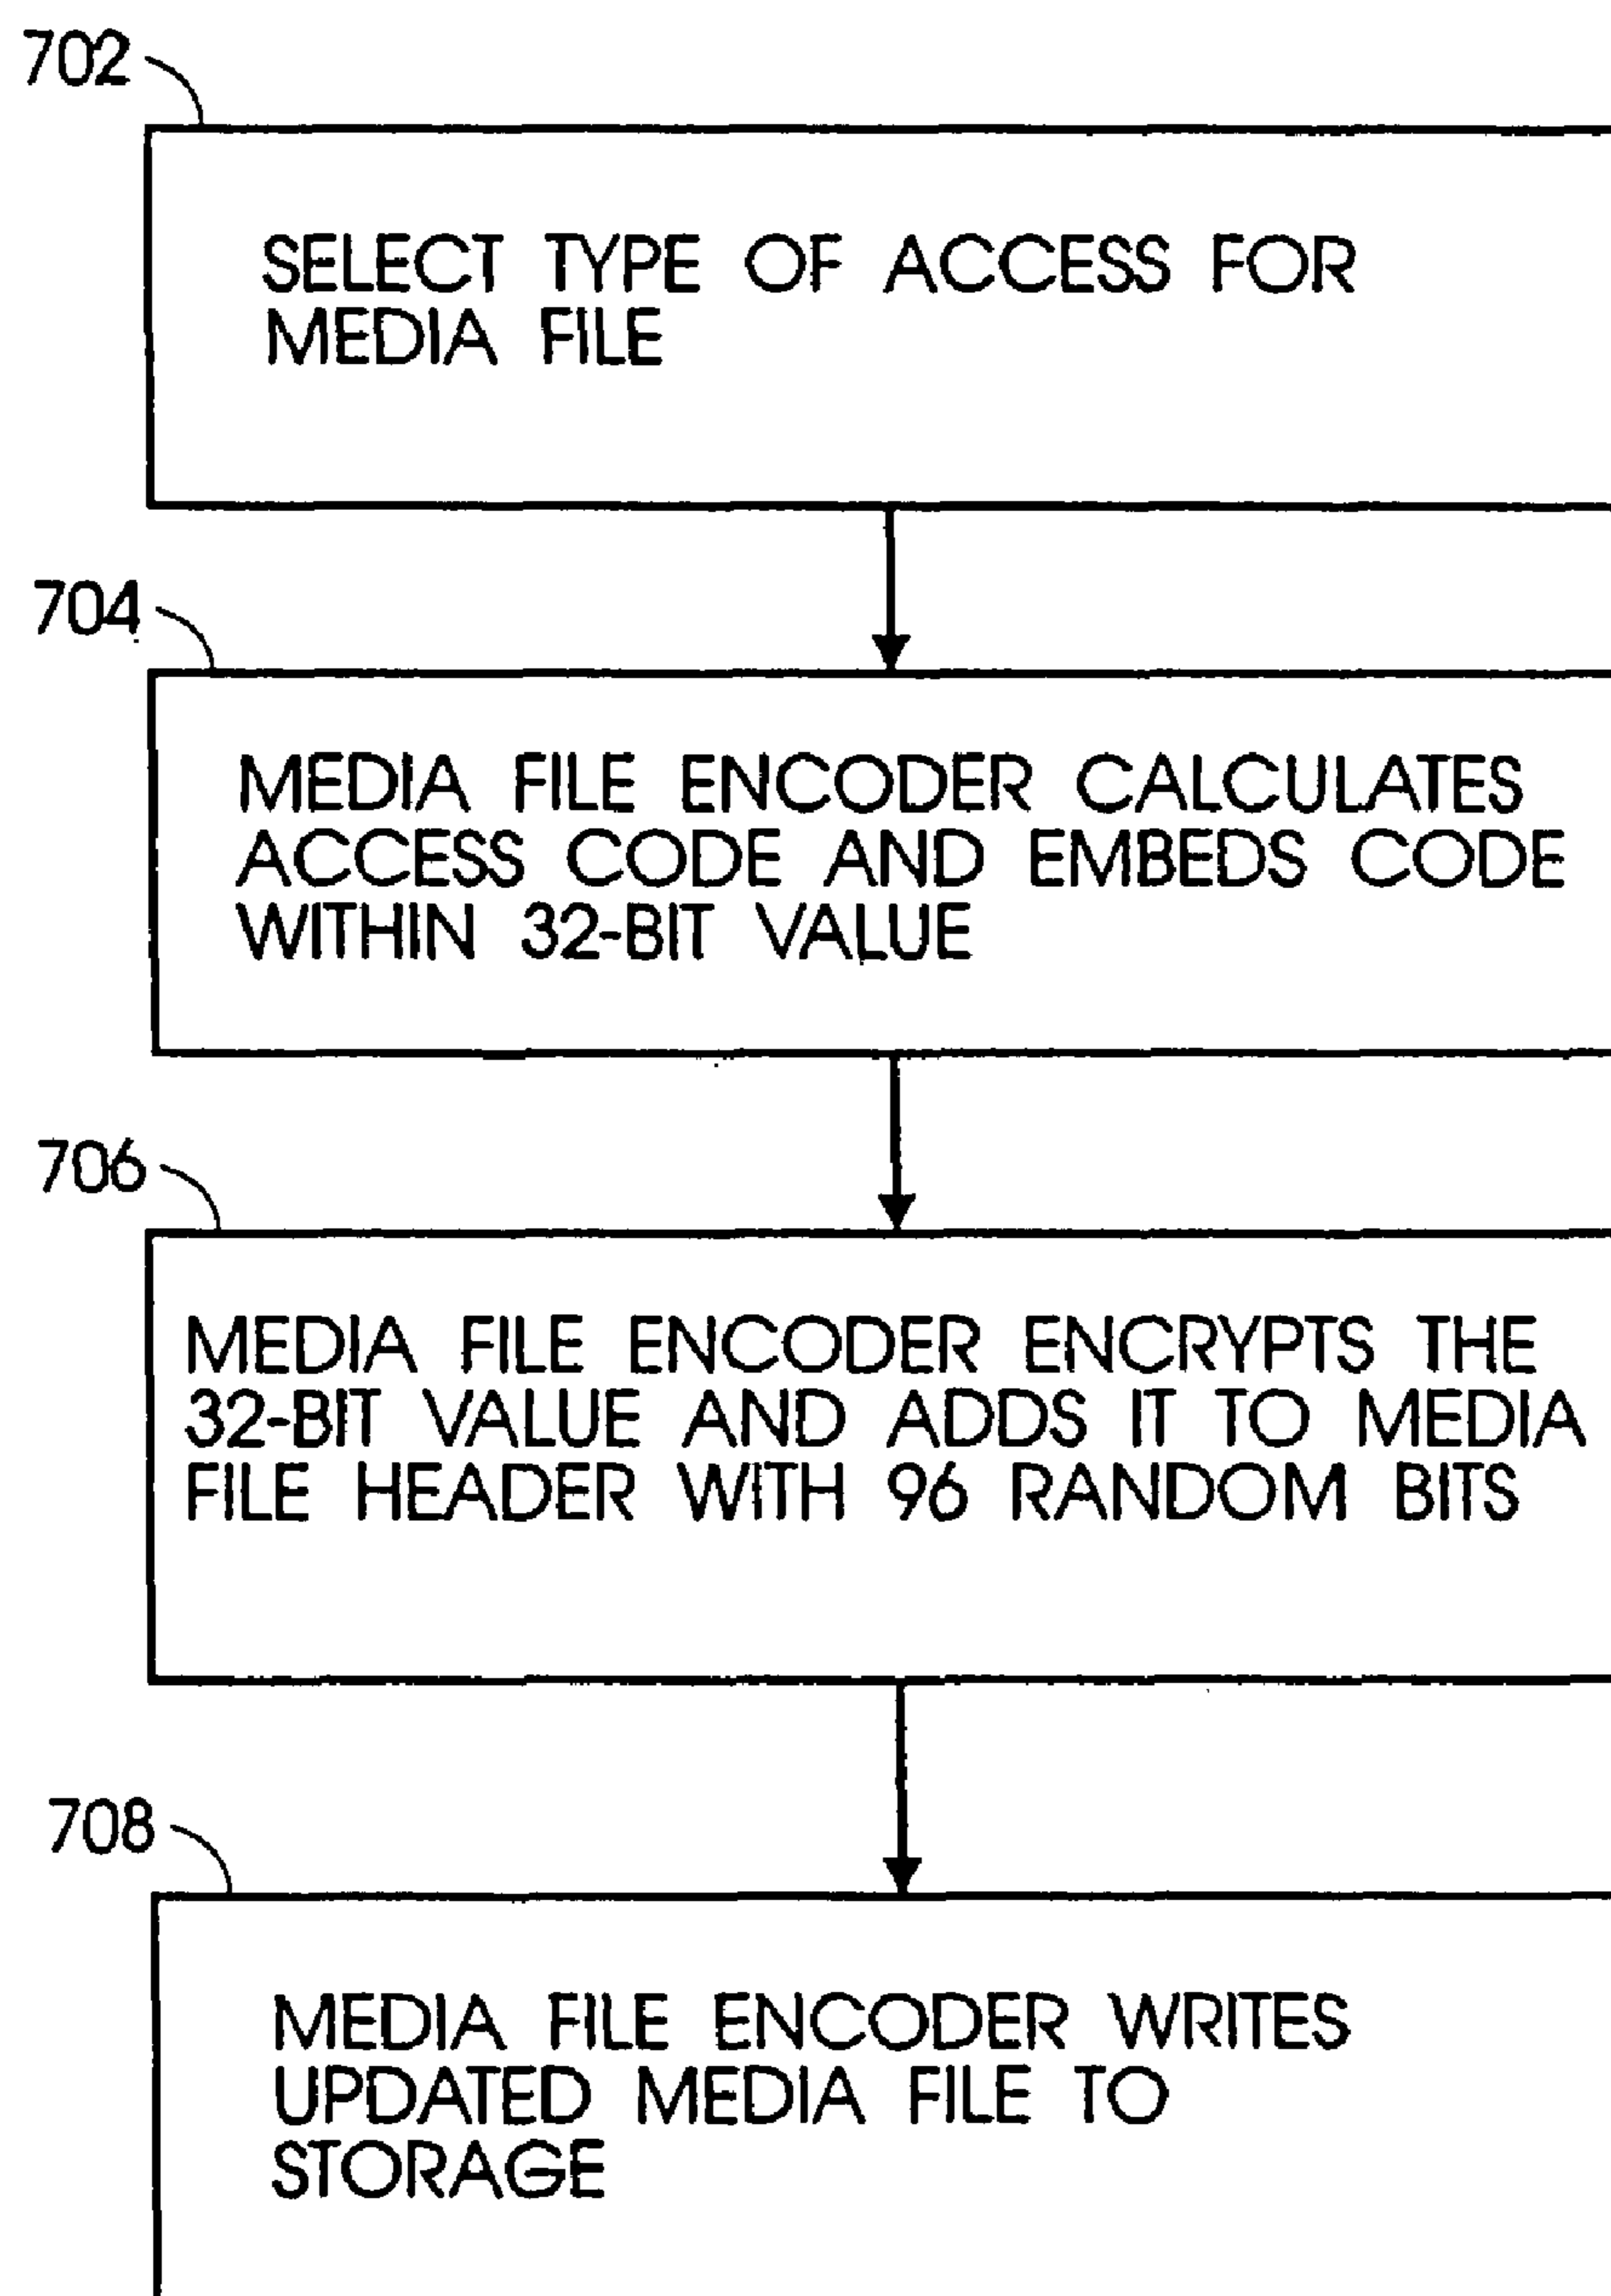 702
SELECT TYPE OF ACCESS FOR
MEDIA FILE
704
MEDIA FILE ENCODER CALCULATES
ACCESS CODE AND EMBEDS CODE
WITHIN 32-BIT VALUE
706
MEDIA FILE ENCODER ENCRYPTS THE
32-BIT VALUE AND ADDS IT TO MEDIA
FILE HEADER WITH 96 RANDOM BITS
708
MEDIA FILE ENCODER WRITES
UPDATED MEDIA FILE TO
STORAGE